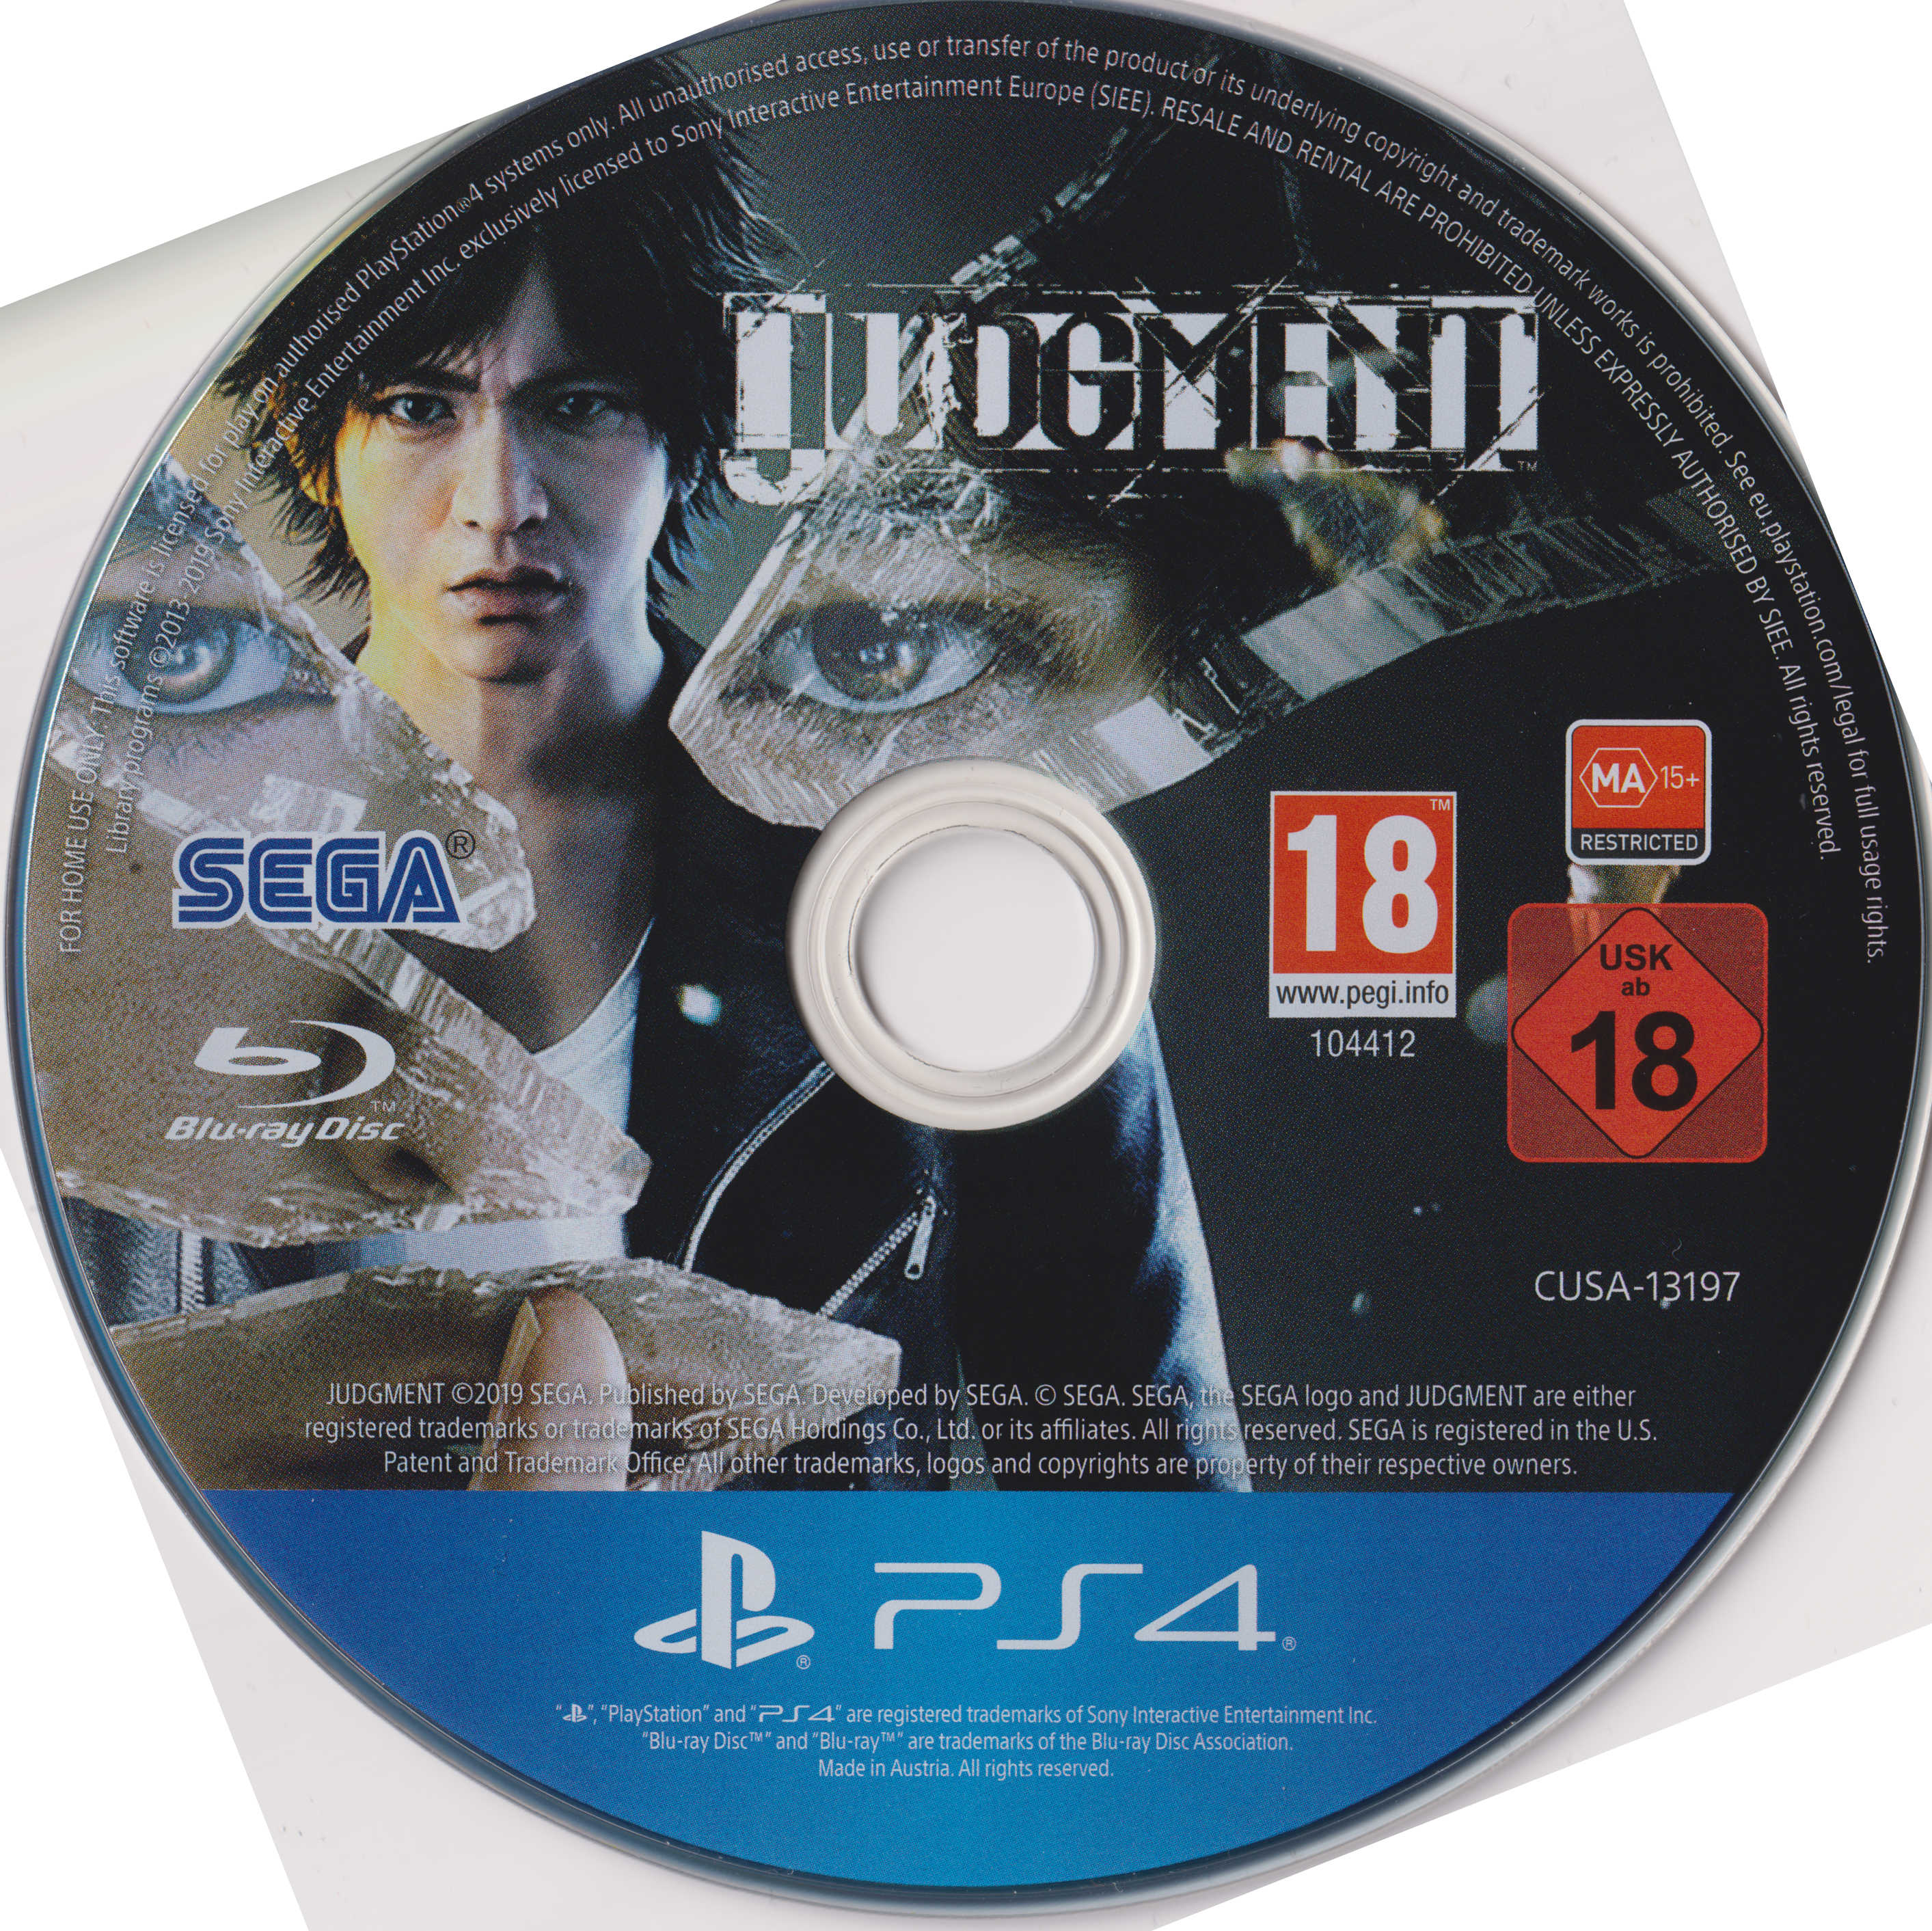 FOR HOME USE ONLY. This software is licensed for play on authorised PlayStation®4 systems only. All unauthorised access, use or transfer of the product or its underlying copyright and trademark works is prohibited. See eu.playstation.com/legal for full usage rights.
Library programs ©2013-2019 Sony Interactive Entertainment Inc. exclusively licensed to Sony Interactive Entertainment Europe (SIEE). RESALE AND RENTAL ARE PROHIBITED UNLESS EXPRESSLY AUTHORISED BY SIEE. All rights reserved.
JUDGMENT™
SEGA®
Blu-ray Disc™
MA 15+
RESTRICTED
18™
www.pegi.info
104412
USK
ab
18
CUSA-13197
JUDGMENT ©2019 SEGA. Published by SEGA. Developed by SEGA. © SEGA. SEGA, the SEGA logo and JUDGMENT are either
registered trademarks or trademarks of SEGA Holdings Co., Ltd. or its affiliates. All rights reserved. SEGA is registered in the U.S.
Patent and Trademark Office. All other trademarks, logos and copyrights are property of their respective owners.
PS4®
“ ”, “PlayStation” and “PS4” are registered trademarks of Sony Interactive Entertainment Inc.
“Blu-ray Disc™” and “Blu-ray™” are trademarks of the Blu-ray Disc Association.
Made in Austria. All rights reserved.